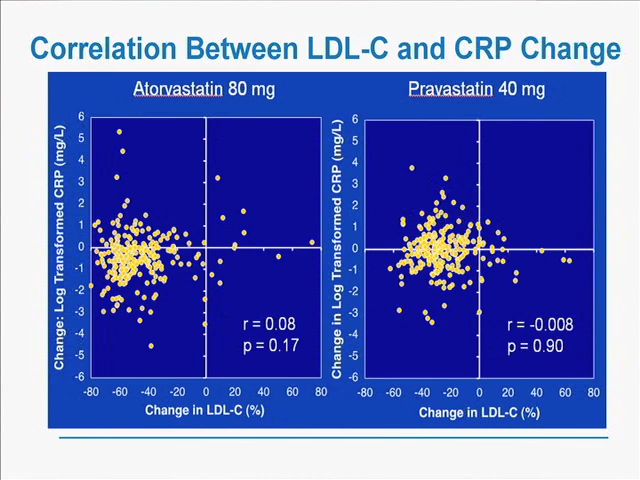 Correlation Between LDL-C and CRP Change
Atorvastatin 80 mg
Change: Log Transformed CRP (mg/L)
6
5
4
3
2
1
0
-1
-2
-3
-4
-5
-6
r = 0.08
p = 0.17
-80 -60 -40 -20 0 20 40 60 80
Change in LDL-C (%)
Pravastatin 40 mg
Change in Log Transformed CRP (mg/L)
6
5
4
3
2
1
0
-1
-2
-3
-4
-5
-6
r = -0.008
p = 0.90
-80 -60 -40 -20 0 20 40 60 80
Change in LDL-C (%)